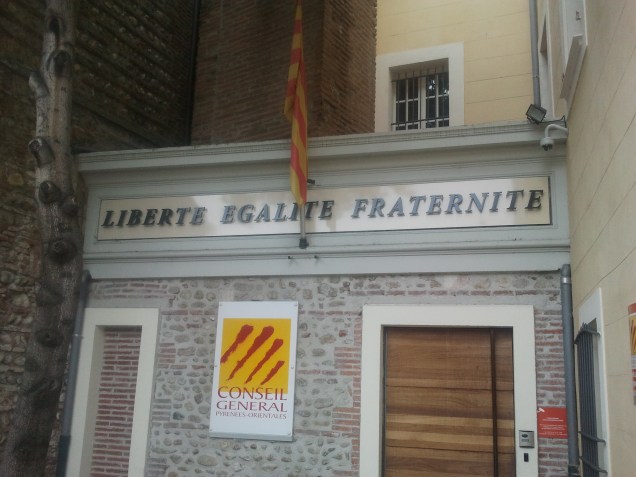 LIBERTE EGALITE FRATERNITE
CONSEIL
GENERAL
PYRENEES-ORIENTALES